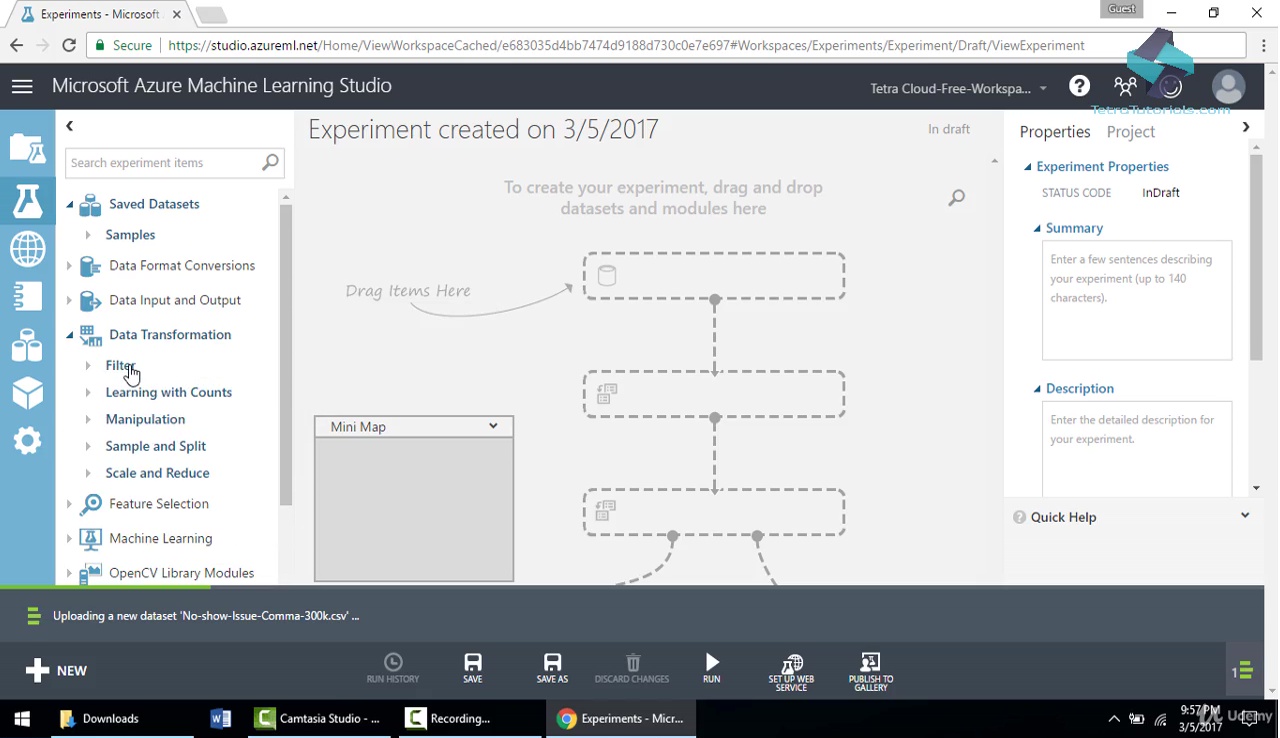 Experiments - Microsoft
Guest
Secure
https://studio.azureml.net/Home/ViewWorkspaceCached/e683035d4bb7474d9188d730c0e7e697#Workspaces/Experiments/Experiment/Draft/ViewExperiment
Microsoft Azure Machine Learning Studio
Tetra Cloud-Free-Workspa...
TetraTutorials.com
Experiment created on 3/5/2017
In draft
Properties
Project
Search experiment items
Experiment Properties
STATUS CODE
InDraft
To create your experiment, drag and drop
datasets and modules here
Saved Datasets
Samples
Data Format Conversions
Data Input and Output
Data Transformation
Filter
Learning with Counts
Manipulation
Sample and Split
Scale and Reduce
Feature Selection
Machine Learning
OpenCV Library Modules
Drag Items Here
Mini Map
Summary
Enter a few sentences describing
your experiment (up to 140
characters).
Description
Enter the detailed description for
your experiment.
Quick Help
Uploading a new dataset 'No-show-Issue-Comma-300k.csv' ...
NEW
RUN HISTORY
SAVE
SAVE AS
DISCARD CHANGES
RUN
SET UP WEB
SERVICE
PUBLISH TO
GALLERY
1
Downloads
Camtasia Studio - ...
Recording...
Experiments - Micr...
9:57 PM
3/5/2017
Udemy